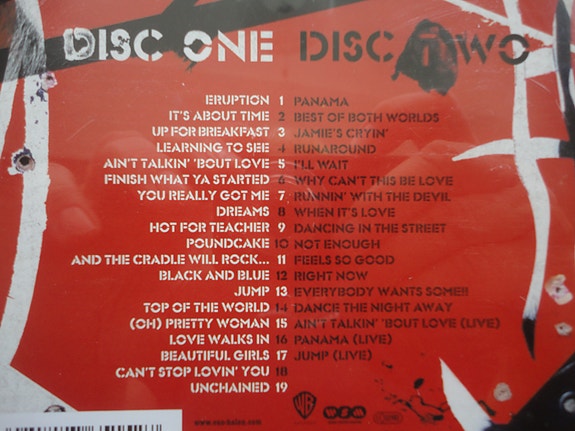 DISC ONE DISC TWO
ERUPTION 1 PANAMA
IT'S ABOUT TIME 2 BEST OF BOTH WORLDS
UP FOR BREAKFAST 3 JAMIE'S CRYIN'
LEARNING TO SEE 4 RUNAROUND
AIN'T TALKIN' 'BOUT LOVE 5 I'LL WAIT
FINISH WHAT YA STARTED 6 WHY CAN'T THIS BE LOVE
YOU REALLY GOT ME 7 RUNNIN' WITH THE DEVIL
DREAMS 8 WHEN IT'S LOVE
HOT FOR TEACHER 9 DANCING IN THE STREET
POUNDCAKE 10 NOT ENOUGH
AND THE CRADLE WILL ROCK... 11 FEELS SO GOOD
BLACK AND BLUE 12 RIGHT NOW
JUMP 13 EVERYBODY WANTS SOME!!
TOP OF THE WORLD 14 DANCE THE NIGHT AWAY
(OH) PRETTY WOMAN 15 AIN'T TALKIN' 'BOUT LOVE (LIVE)
LOVE WALKS IN 16 PANAMA (LIVE)
BEAUTIFUL GIRLS 17 JUMP (LIVE)
CAN'T STOP LOVIN' YOU 18
UNCHAINED 19
www.van-halen.com WB WSM